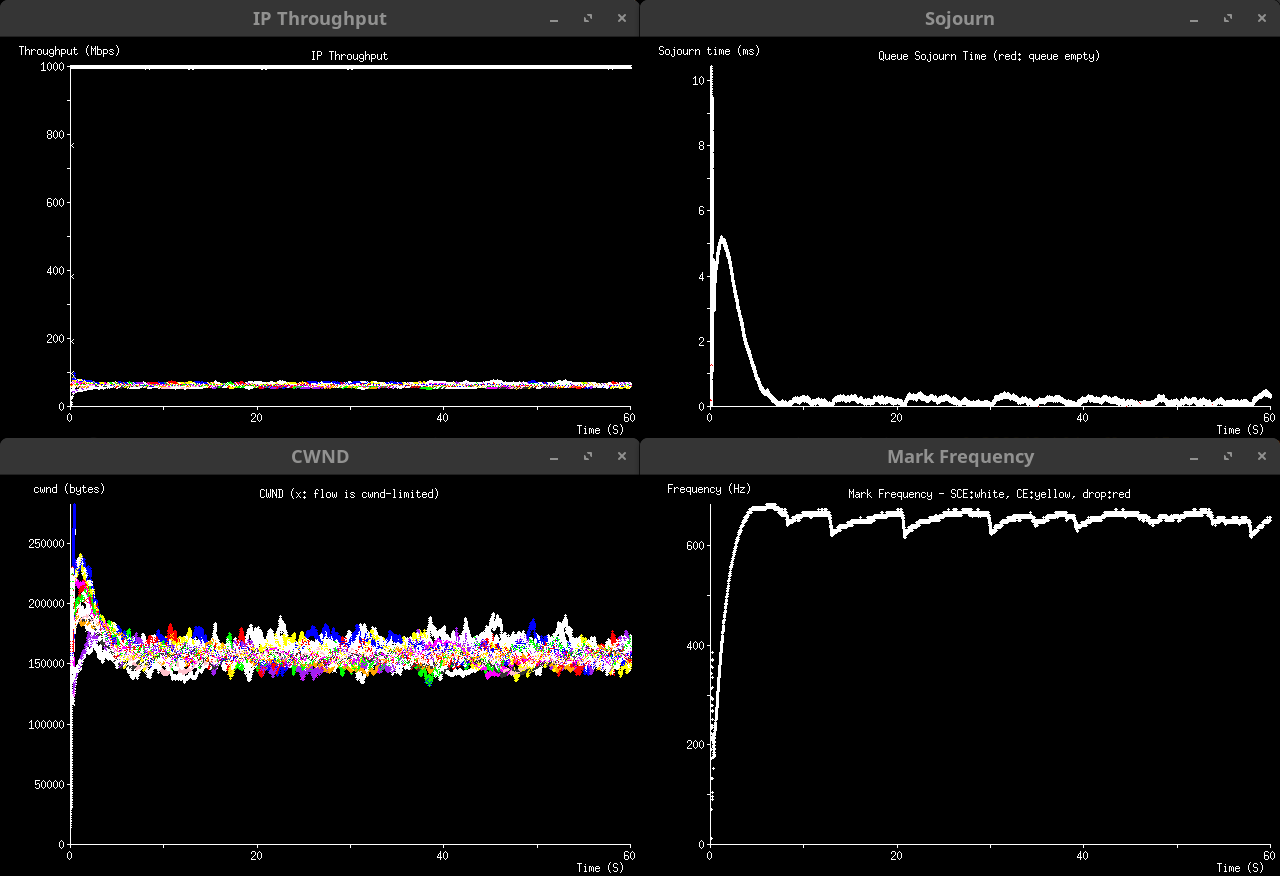 IP Throughput
Throughput (Mbps)
IP Throughput
1000
800
600
400
200
0
0
20
40
60
Time (S)
Sojourn
Sojourn time (ms)
Queue Sojourn Time (red: queue empty)
10
8
6
4
2
0
0
20
40
60
Time (S)
CWND
cwnd (bytes)
CWND (x: flow is cwnd-limited)
250000
200000
150000
100000
50000
0
0
20
40
60
Time (S)
Mark Frequency
Frequency (Hz)
Mark Frequency - SCE:white, CE:yellow, drop:red
600
400
200
0
0
20
40
60
Time (S)